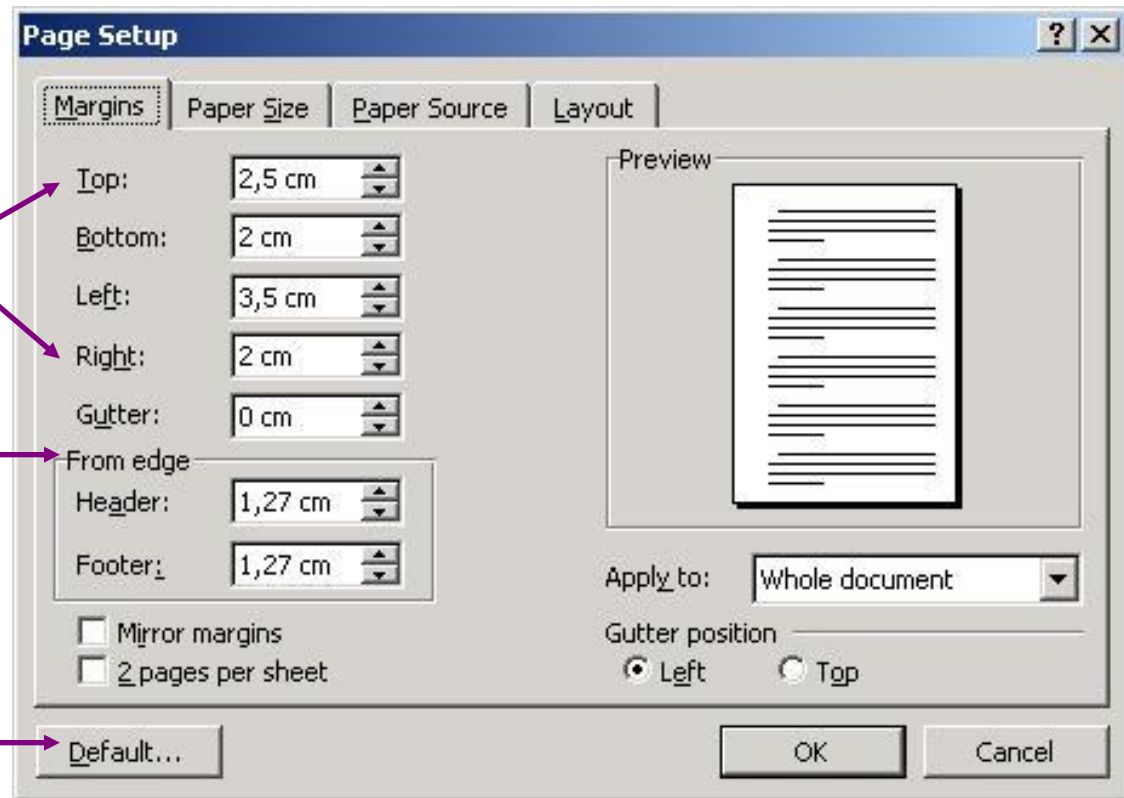 Page Setup
Margins Paper Size Paper Source Layout
Top: 2,5 cm
Bottom: 2 cm
Left: 3,5 cm
Right: 2 cm
Gutter: 0 cm
From edge
Header: 1,27 cm
Footer: 1,27 cm
Mirror margins
2 pages per sheet
Preview
Apply to: Whole document
Gutter position
Left Top
Default... OK Cancel